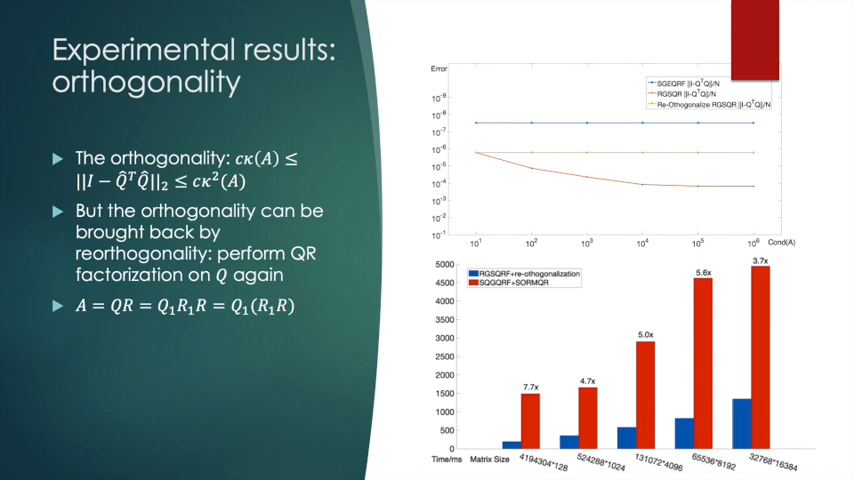 Experimental results:
orthogonality
The orthogonality: cκ(A) ≤
||I − Q̂ᵀQ̂||₂ ≤ cκ²(A)
But the orthogonality can be
brought back by
reorthogonality: perform QR
factorization on Q again
A = QR = Q₁R₁R = Q₁(R₁R)
Error
SGEQRF ||I-QᵀQ||/N
RGSQR ||I-QᵀQ||/N
Re-Othogonalize RGSQR ||I-QᵀQ||/N
10⁻⁹
10⁻⁸
10⁻⁷
10⁻⁶
10⁻⁵
10⁻⁴
10⁻³
10⁻²
10⁻¹
10¹ 10² 10³ 10⁴ 10⁵ 10⁶ Cond(A)
RGSQRF+re-othogonalization
SQGQRF+SORMQR
5000
4500
4000
3500
3000
2500
2000
1500
1000
500
0
7.7x 4.7x 5.0x 5.6x 3.7x
Time/ms Matrix Size 4194304*128 524288*1024 131072*4096 65536*8192 32768*16384